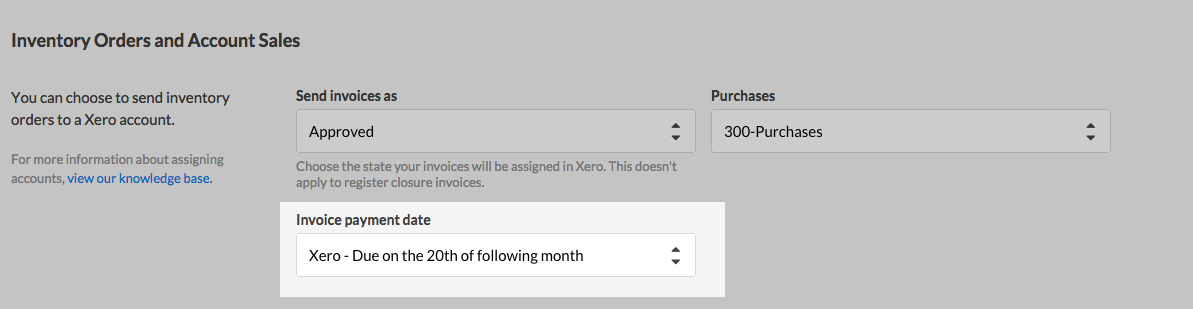 Inventory Orders and Account Sales
You can choose to send inventory
orders to a Xero account.
For more information about assigning
accounts, view our knowledge base.
Send invoices as
Approved
Choose the state your invoices will be assigned in Xero. This doesn't
apply to register closure invoices.
Purchases
300-Purchases
Invoice payment date
Xero - Due on the 20th of following month